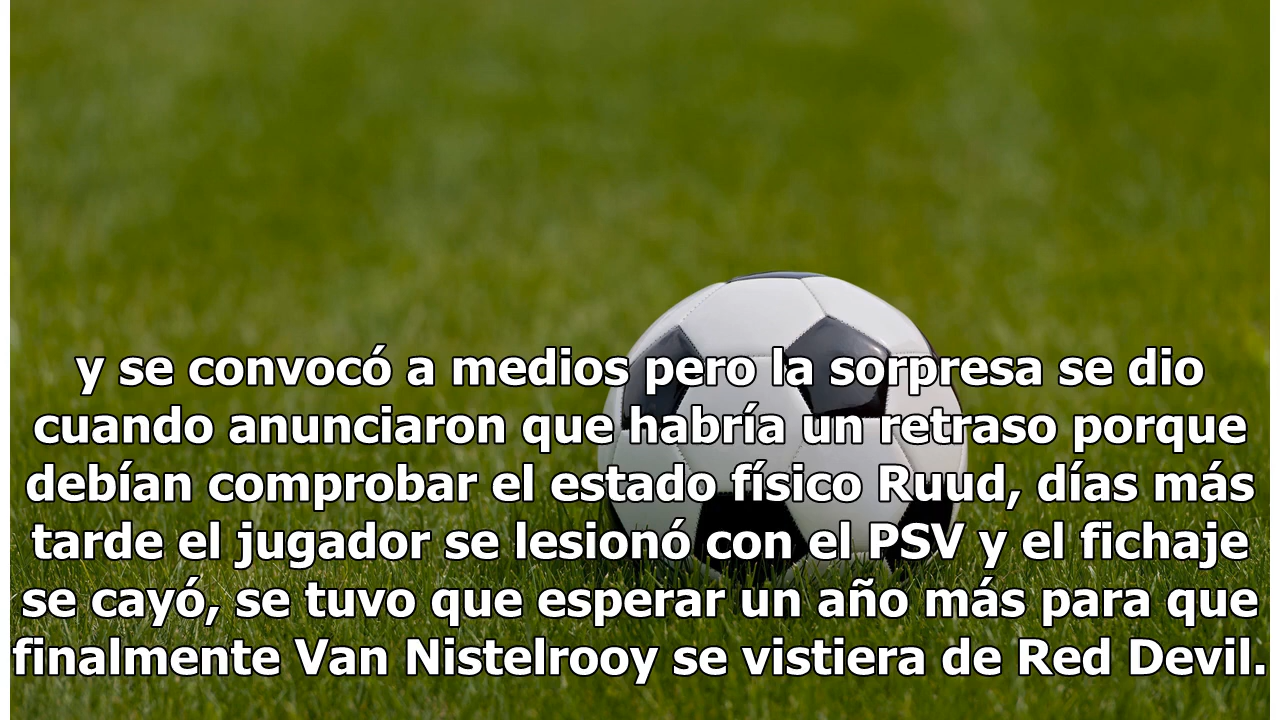 y se convocó a medios pero la sorpresa se dio
cuando anunciaron que habría un retraso porque
debían comprobar el estado físico Ruud, días más
tarde el jugador se lesionó con el PSV y el fichaje
se cayó, se tuvo que esperar un año más para que
finalmente Van Nistelrooy se vistiera de Red Devil.